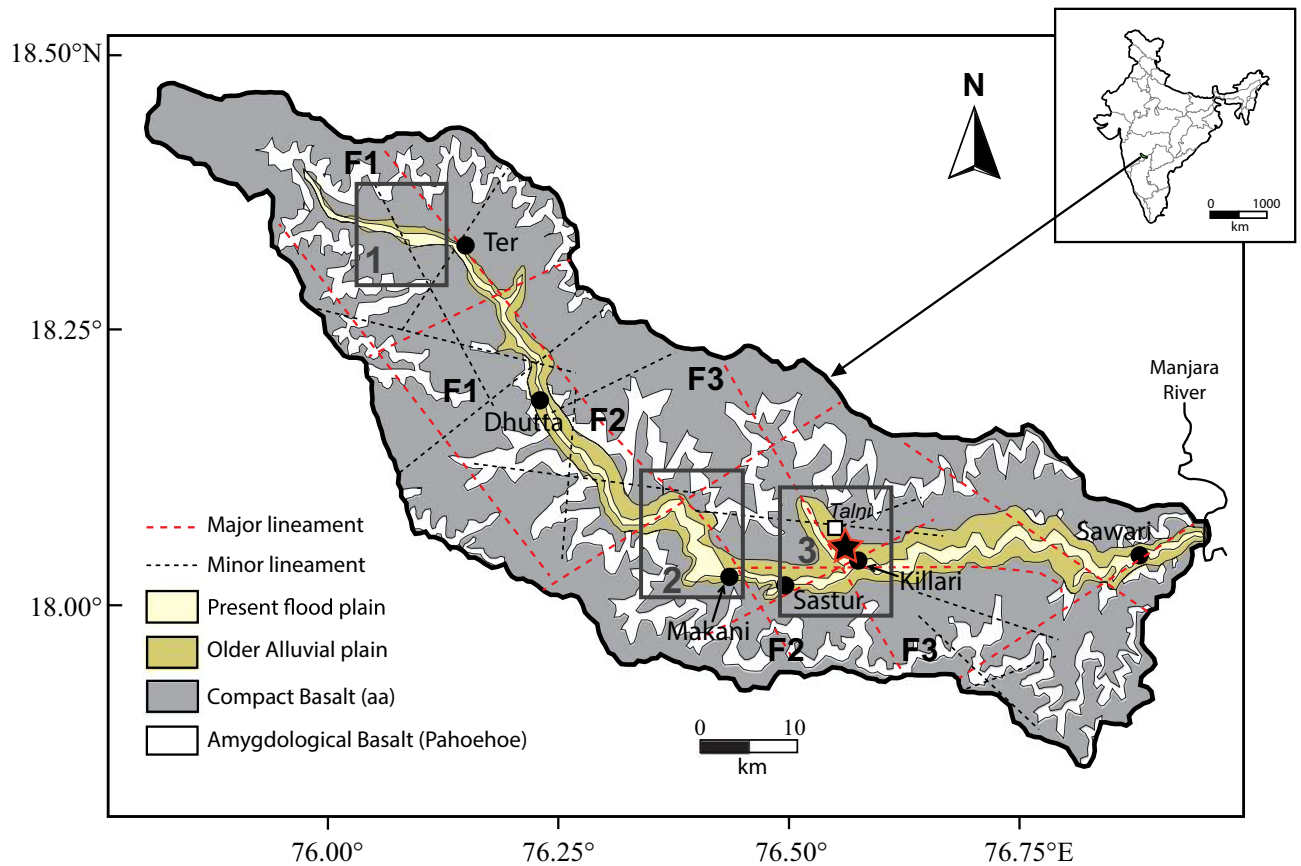 18.50°N
18.25°
18.00°
76.00°
76.25°
76.50°
76.75°E
N
0 1000
km
F1
1
Ter
F1
Dhutta
F2
F3
Manjara
River
2
Makani
Talni
3
Killari
Sastur
Sawari
F2
F3
Major lineament
Minor lineament
Present flood plain
Older Alluvial plain
Compact Basalt (aa)
Amygdological Basalt (Pahoehoe)
0 10
km